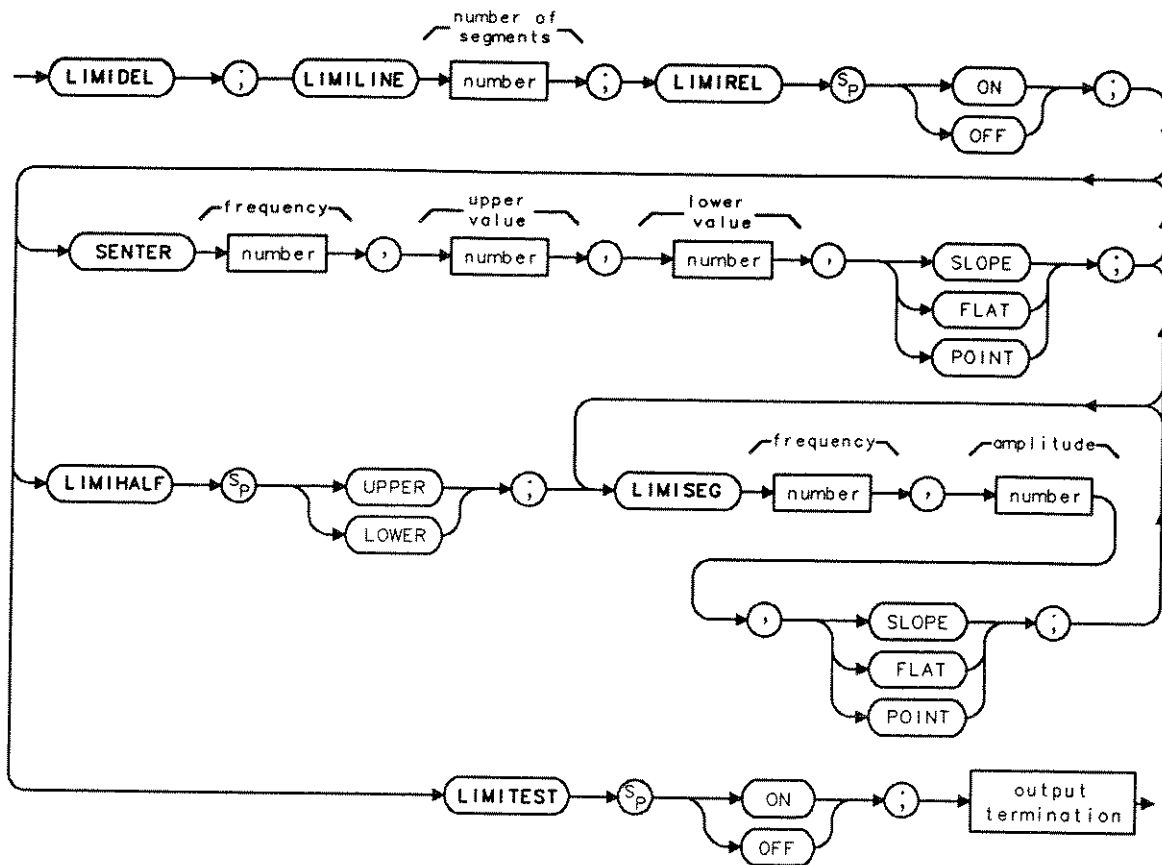 number of
segments
LIMIDEL ; LIMILINE number ; LIMIREL SP ON ;
OFF
frequency upper value lower value
SENTER number , number , number , SLOPE ;
FLAT
POINT
frequency amplitude
LIMIHALF SP UPPER ; LIMISEG number , number
LOWER
, SLOPE ;
FLAT
POINT
LIMITEST SP ON ; output termination
OFF